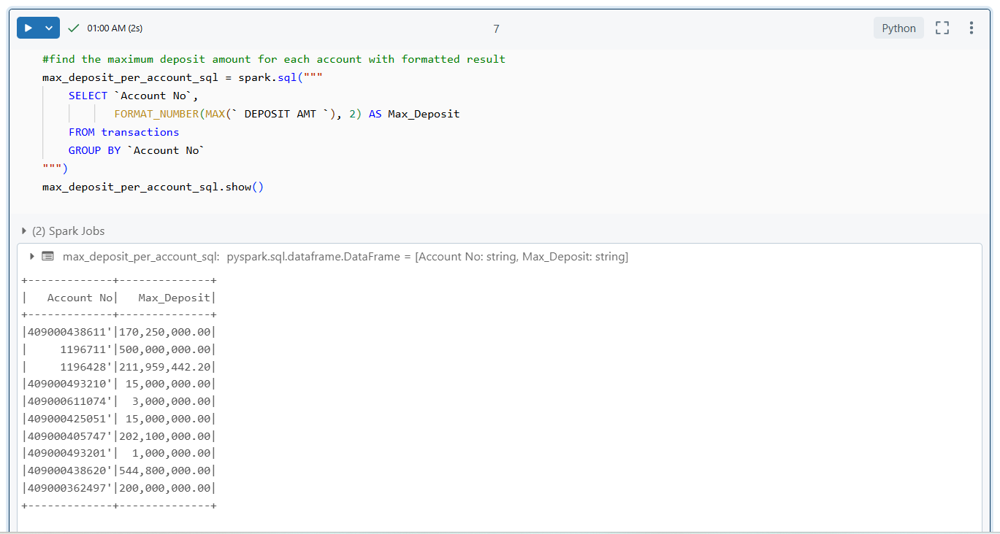 01:00 AM (2s)
7
Python
#find the maximum deposit amount for each account with formatted result
max_deposit_per_account_sql = spark.sql("""
    SELECT `Account No`,
           FORMAT_NUMBER(MAX(` DEPOSIT AMT `), 2) AS Max_Deposit
    FROM transactions
    GROUP BY `Account No`
""")
max_deposit_per_account_sql.show()
(2) Spark Jobs
max_deposit_per_account_sql: pyspark.sql.dataframe.DataFrame = [Account No: string, Max_Deposit: string]
+-------------+--------------+
|   Account No|   Max_Deposit|
+-------------+--------------+
|409000438611'|170,250,000.00|
|     1196711'|500,000,000.00|
|     1196428'|211,959,442.20|
|409000493210'| 15,000,000.00|
|409000611074'|  3,000,000.00|
|409000425051'| 15,000,000.00|
|409000405747'|202,100,000.00|
|409000493201'|  1,000,000.00|
|409000438620'|544,800,000.00|
|409000362497'|200,000,000.00|
+-------------+--------------+